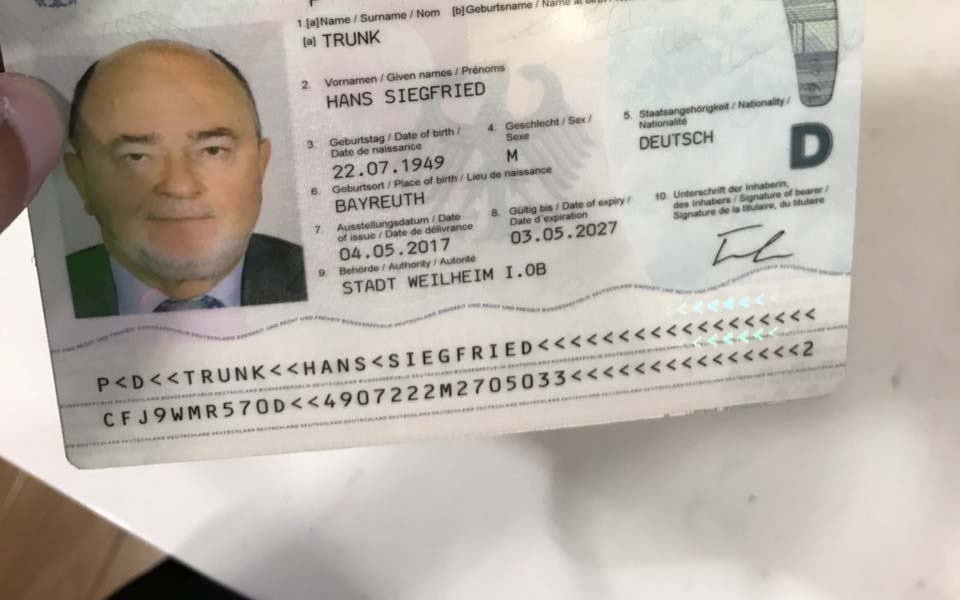 P
1.[a]Name / Surname / Nom [b]Geburtsname / Name at birth
[a] TRUNK
2. Vornamen / Given names / Prénoms
HANS SIEGFRIED
3. Geburtstag / Date of birth /
Date de naissance
22.07.1949
4. Geschlecht / Sex /
Sexe
M
5. Staatsangehörigkeit / Nationality /
Nationalité
DEUTSCH
D
6. Geburtsort / Place of birth / Lieu de naissance
BAYREUTH
7. Ausstellungsdatum / Date
of issue / Date de délivrance
04.05.2017
8. Gültig bis / Date of expiry /
Date d'expiration
03.05.2027
9. Behörde / Authority / Autorité
STADT WEILHEIM I.OB
10. Unterschrift der Inhaberin,
des Inhabers / Signature of bearer /
Signature de la titulaire, du titulaire
P<D<<TRUNK<<HANS<SIEGFRIED<<<<<<<<<<<<<<<<<<
CFJ9WMR570D<<4907222M2705033<<<<<<<<<<<<<<<2